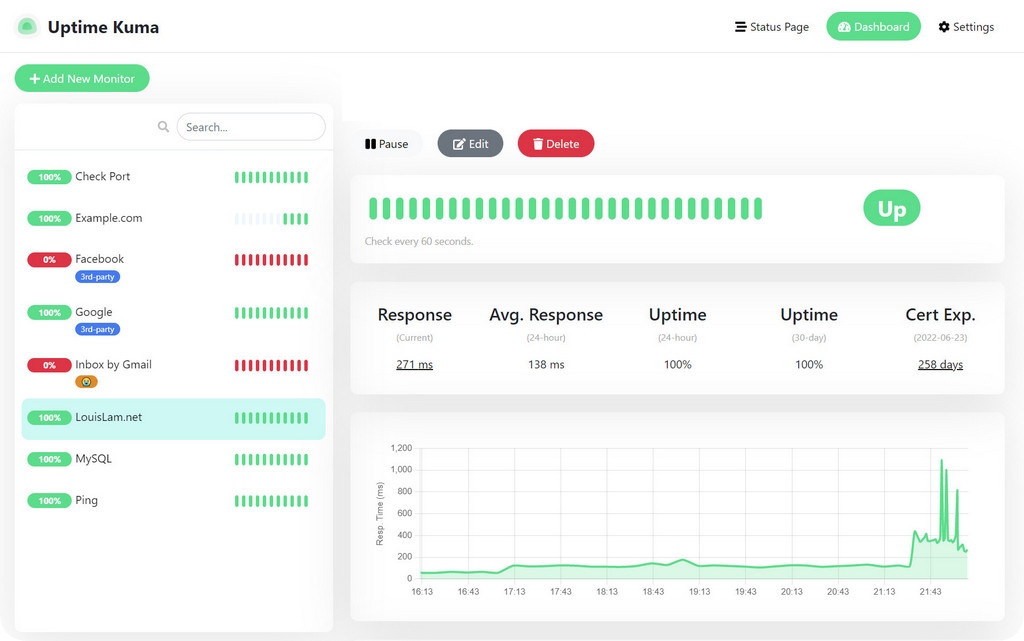 Uptime Kuma
Status Page
Dashboard
Settings
Add New Monitor
Search...
100% Check Port
100% Example.com
0% Facebook
3rd-party
100% Google
3rd-party
0% Inbox by Gmail
100% LouisLam.net
100% MySQL
100% Ping
Pause
Edit
Delete
Up
Check every 60 seconds.
Response Avg. Response Uptime Uptime Cert Exp.
(Current) (24-hour) (24-hour) (30-day) (2022-06-23)
271 ms 138 ms 100% 100% 258 days
Resp. Time (ms)
1,200
1,000
800
600
400
200
0
16:13 16:43 17:13 17:43 18:13 18:43 19:13 19:43 20:13 20:43 21:13 21:43